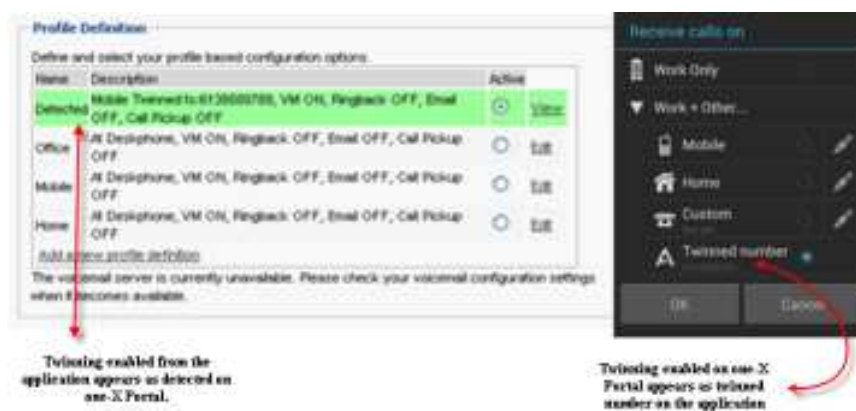 Profile Definition
Define and select your profile based configuration options.
Name Description Active
Detected Mobile Twinned to: VM ON, Ringback OFF, Email
OFF, Call Pickup OFF
View
Office At Deskphone, VM ON, Ringback OFF, Email OFF, Call Pickup
OFF
Edit
Mobile At Deskphone, VM ON, Ringback OFF, Email OFF, Call Pickup
OFF
Edit
Home At Deskphone, VM ON, Ringback OFF, Email OFF, Call Pickup
OFF
Edit
Add a new profile definition
The voicemail server is currently unavailable. Please check your voicemail configuration settings
when it becomes available.
Twinning enabled from the
application appears as detected on
one-X Portal.
Receive calls on
Work Only
Work + Other...
Mobile
Home
Custom
Twinned number
OK Cancel
Twinning enabled on one-X
Portal appears as twinned
number on the application